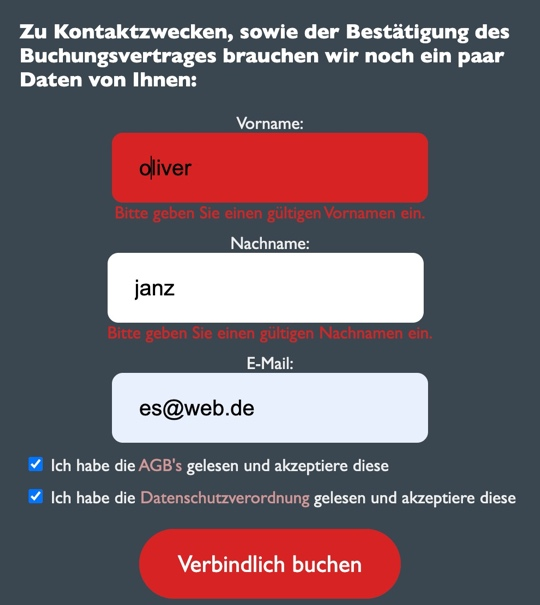 Zu Kontaktzwecken, sowie der Bestätigung des
Buchungsvertrages brauchen wir noch ein paar
Daten von Ihnen:
Vorname:
oliver
Bitte geben Sie einen gültigen Vornamen ein.
Nachname:
janz
Bitte geben Sie einen gültigen Nachnamen ein.
E-Mail:
es@web.de
Ich habe die AGB's gelesen und akzeptiere diese
Ich habe die Datenschutzverordnung gelesen und akzeptiere diese
Verbindlich buchen